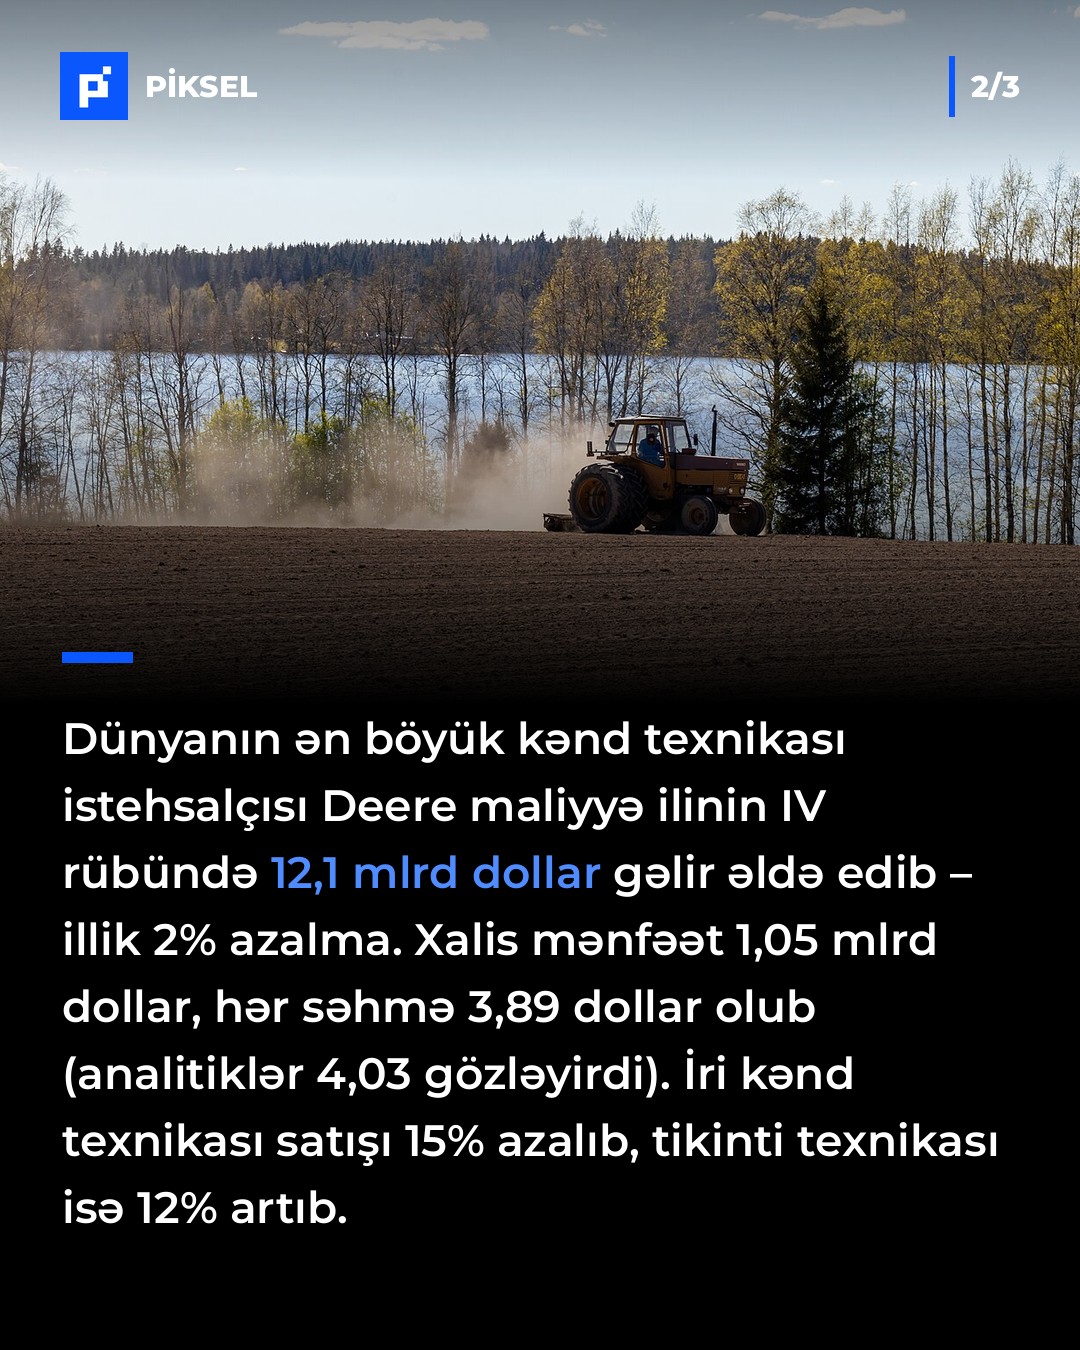 PİKSEL
2/3
Dünyanın ən böyük kənd texnikası
istehsalçısı Deere maliyyə ilinin IV
rübündə 12,1 mlrd dollar gəlir əldə edib –
illik 2% azalma. Xalis mənfəət 1,05 mlrd
dollar, hər səhmə 3,89 dollar olub
(analitiklər 4,03 gözləyirdi). İri kənd
texnikası satışı 15% azalıb, tikinti texnikası
isə 12% artıb.